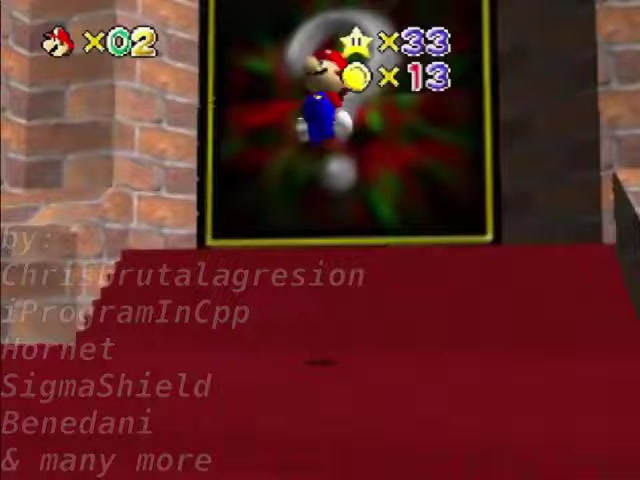 ×02
×33
×13
by:
Chrisbrutalagresion
iProgramInCpp
Hornet
SigmaShield
Benedani
& many more